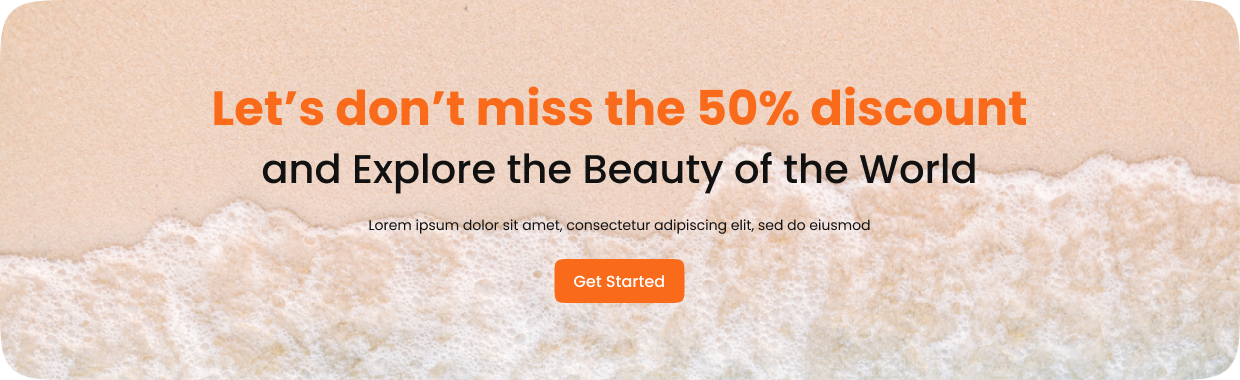 Let’s don’t miss the 50% discount
and Explore the Beauty of the World
Lorem ipsum dolor sit amet, consectetur adipiscing elit, sed do eiusmod
Get Started